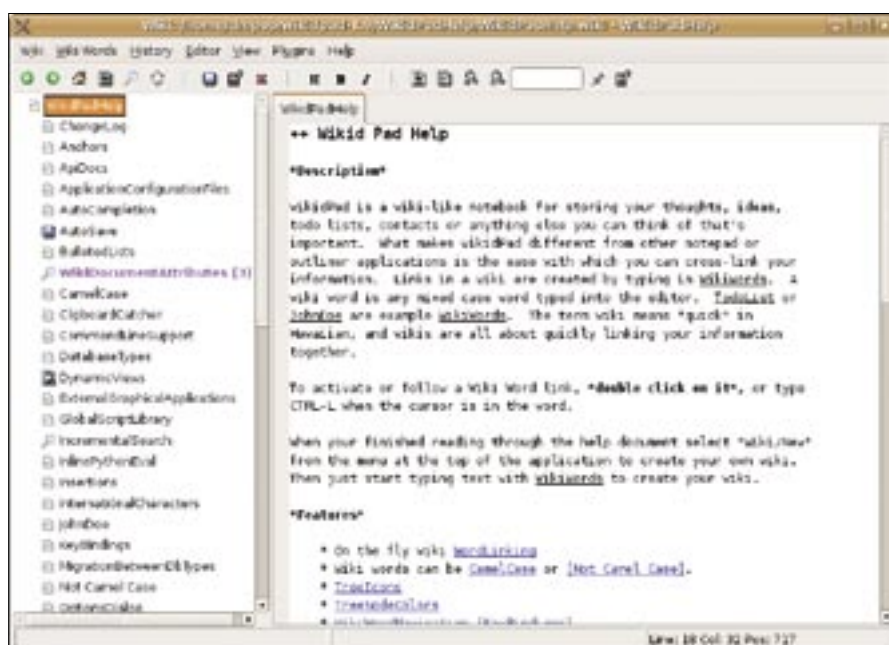 Wiki Wiki Words History Editor View Plugins Help
WikidPadHelp
ChangeLog
Anchors
ApiDocs
ApplicationConfigurationFiles
AutoCompletion
AutoSave
BulletedLists
WikiDocumentAttributes [3]
CamelCase
ClipboardCatcher
CommandLineSupport
DatabaseTypes
DynamicViews
ExternalGraphicalApplications
GlobalScriptLibrary
IncrementalSearch
InlinePythonEval
Insertions
InternationalCharacters
JohnDoe
KeyBindings
MigrationBetweenDbTypes
Not Camel Case
OptionsDialog
WikidPadHelp
++ Wikid Pad Help
*Description*
wikidPad is a wiki-like notebook for storing your thoughts, ideas,
todo lists, contacts or anything else you can think of that's
important. What makes wikidPad different from other notepad or
outliner applications is the ease with which you can cross-link your
information. Links in a wiki are created by typing in WikiWords. A
wiki word is any mixed case word typed into the editor. TodoList or
JohnDoe are example WikiWords. The term wiki means "quick" in
Hawaiian, and wikis are all about quickly linking your information
together.
To activate or follow a Wiki Word link, *double click on it*, or type
CTRL-L when the cursor is in the word.
When your finished reading through the help document select "Wiki/New"
from the menu at the top of the application to create your own wiki.
Then just start typing text with WikiWords to create your wiki.
*Features*
* On the fly wiki WordLinking
* Wiki words can be CamelCase or [Not Camel Case].
* TreeIcons
* TreeNodeColors
Line: 18 Col: 32 Pos: 717